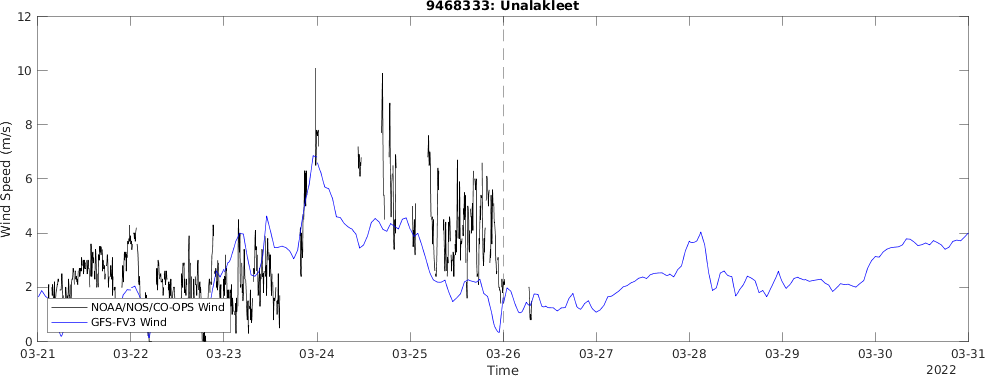 9468333: Unalakleet
Wind Speed (m/s)
12
10
8
6
4
2
0
NOAA/NOS/CO-OPS Wind
GFS-FV3 Wind
03-21 03-22 03-23 03-24 03-25 03-26 03-27 03-28 03-29 03-30 03-31
Time
2022